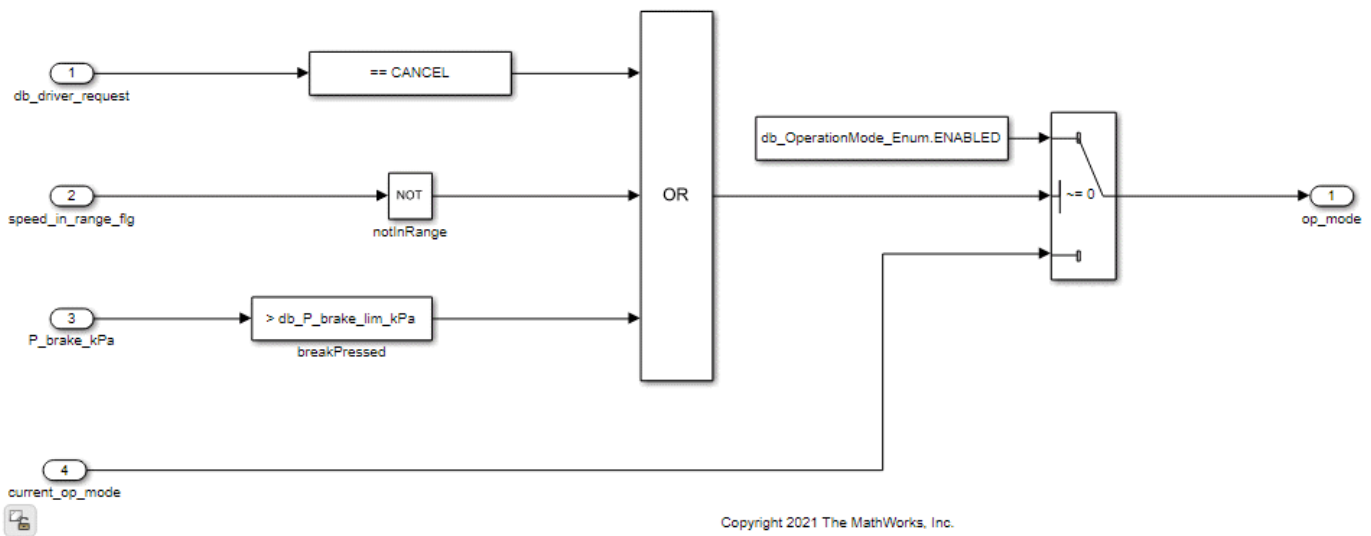 1
db_driver_request
== CANCEL
2
speed_in_range_flg
NOT
notInRange
3
P_brake_kPa
> db_P_brake_lim_kPa
breakPressed
OR
db_OperationMode_Enum.ENABLED
~= 0
1
op_mode
4
current_op_mode
Copyright 2021 The MathWorks, Inc.